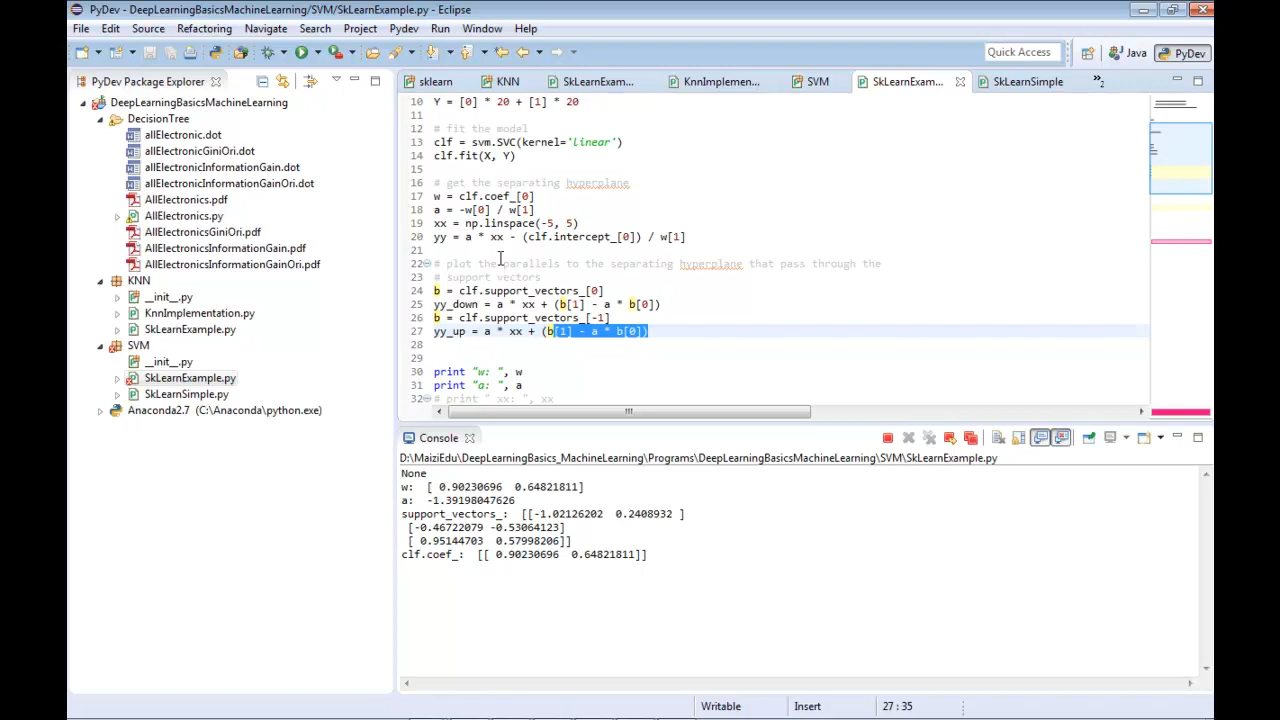 PyDev - DeepLearningBasicsMachineLearning/SVM/SkLearnExample.py - Eclipse
File Edit Source Refactoring Navigate Search Project Pydev Run Window Help
Quick Access Java PyDev
PyDev Package Explorer
sklearn KNN SkLearnExam... KnnImplemen... SVM SkLearnExam... SkLearnSimple »2
DeepLearningBasicsMachineLearning
DecisionTree
allElectronic.dot
allElectronicGiniOri.dot
allElectronicInformationGain.dot
allElectronicInformationGainOri.dot
AllElectronics.pdf
AllElectronics.py
AllElectronicsGiniOri.pdf
AllElectronicsInformationGain.pdf
AllElectronicsInformationGainOri.pdf
KNN
__init__.py
KNNImplementation.py
SkLearnExample.py
SVM
__init__.py
SkLearnExample.py
SkLearnSimple.py
Anaconda2.7 (C:\Anaconda\python.exe)
10 Y = [0] * 20 + [1] * 20
11
12 # fit the model
13 clf = svm.SVC(kernel='linear')
14 clf.fit(X, Y)
15
16 # get the separating hyperplane
17 w = clf.coef_[0]
18 a = -w[0] / w[1]
19 xx = np.linspace(-5, 5)
20 yy = a * xx - (clf.intercept_[0]) / w[1]
21
22 # plot the parallels to the separating hyperplane that pass through the
23 # support vectors
24 b = clf.support_vectors_[0]
25 yy_down = a * xx + (b[1] - a * b[0])
26 b = clf.support_vectors_[-1]
27 yy_up = a * xx + (b[1] - a * b[0])
28
30 print "w: ", w
31 print "a: ", a
32 # print " xx: ", xx
Console
D:\MaiziEdu\DeepLearningBasics_MachineLearning\Programs\DeepLearningBasicsMachineLearning\SVM\SkLearnExample.py
None
w: [ 0.90230696 0.64821811]
a: -1.39198047626
support_vectors_: [[-1.02126202 0.2408932 ]
[-0.46722079 -0.53064123]
[ 0.95144703 0.57998206]]
clf.coef_: [[ 0.90230696 0.64821811]]
Writable Insert 27 : 35